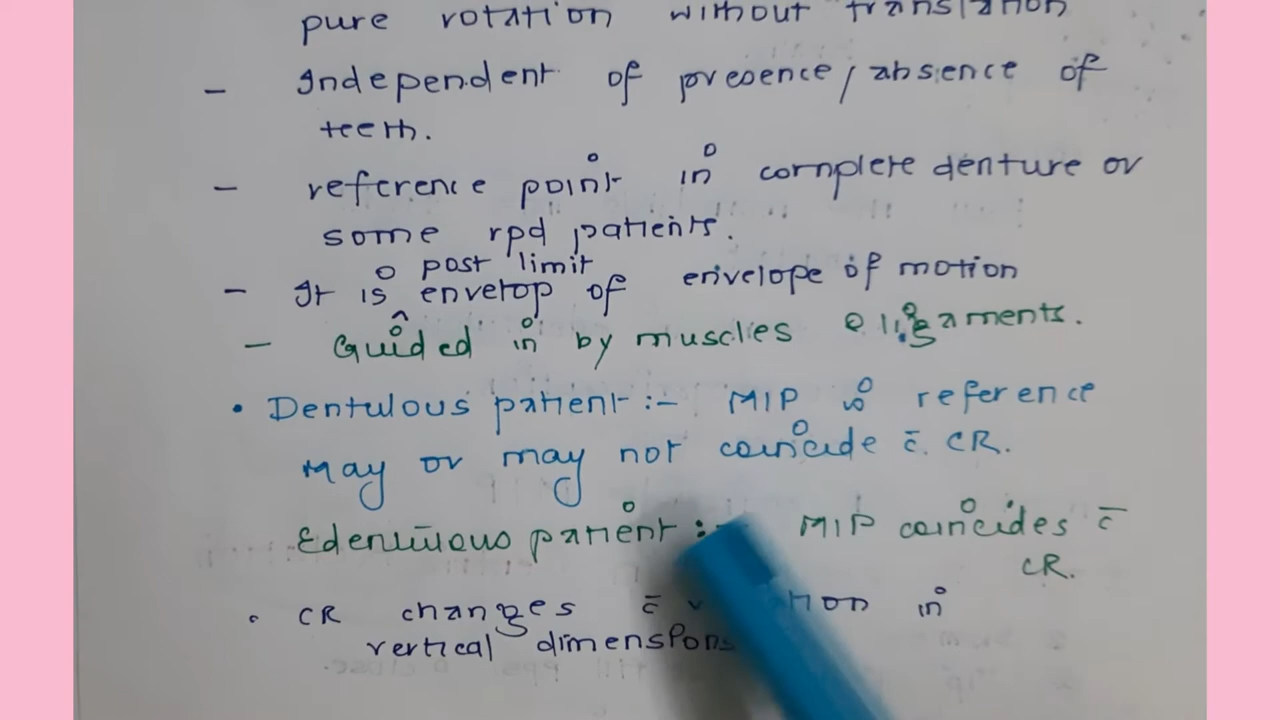 pure rotation without translation
- Independent of presence/absence of
teeth.
- reference point in complete denture or
some rpd patients.
post limit
- It is ^ envelop of envelope of motion
- Guided in by muscles & ligaments.
• Dentulous patient :- MIP is reference
May or may not coincide c̄. CR.
Edentulous patient :- MIP coincides c̄
CR.
• CR changes c̄ in
vertical dimensions